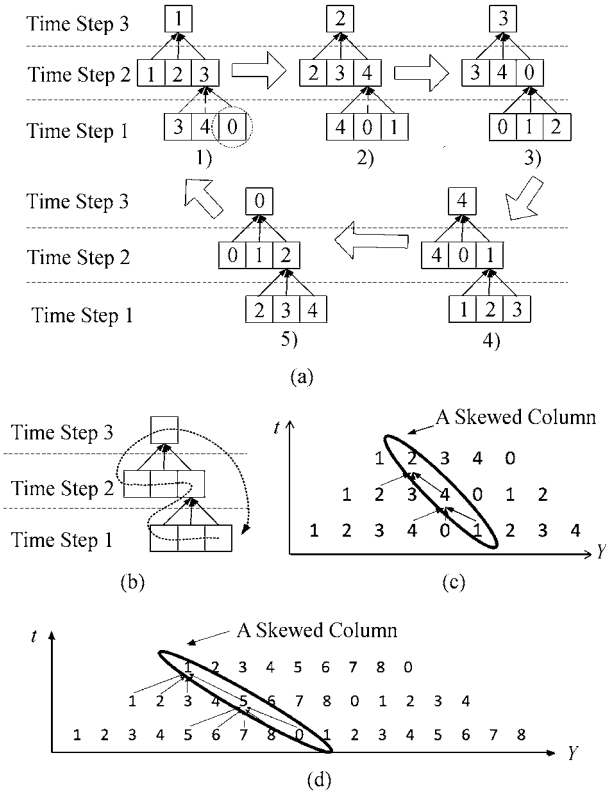 Time Step 3 1 2 3
Time Step 2 1 2 3 2 3 4 3 4 0
Time Step 1 3 4 0 4 0 1 0 1 2
1) 2) 3)
Time Step 3 0 4
Time Step 2 0 1 2 4 0 1
Time Step 1 2 3 4 1 2 3
5) 4)
(a)
Time Step 3
Time Step 2
Time Step 1
(b)
A Skewed Column
t
1 2 3 4 0
1 2 3 4 0 1 2
1 2 3 4 0 1 2 3 4
Y
(c)
A Skewed Column
t
1 2 3 4 5 6 7 8 0
1 2 3 4 5 6 7 8 0 1 2 3 4
1 2 3 4 5 6 7 8 0 1 2 3 4 5 6 7 8
Y
(d)